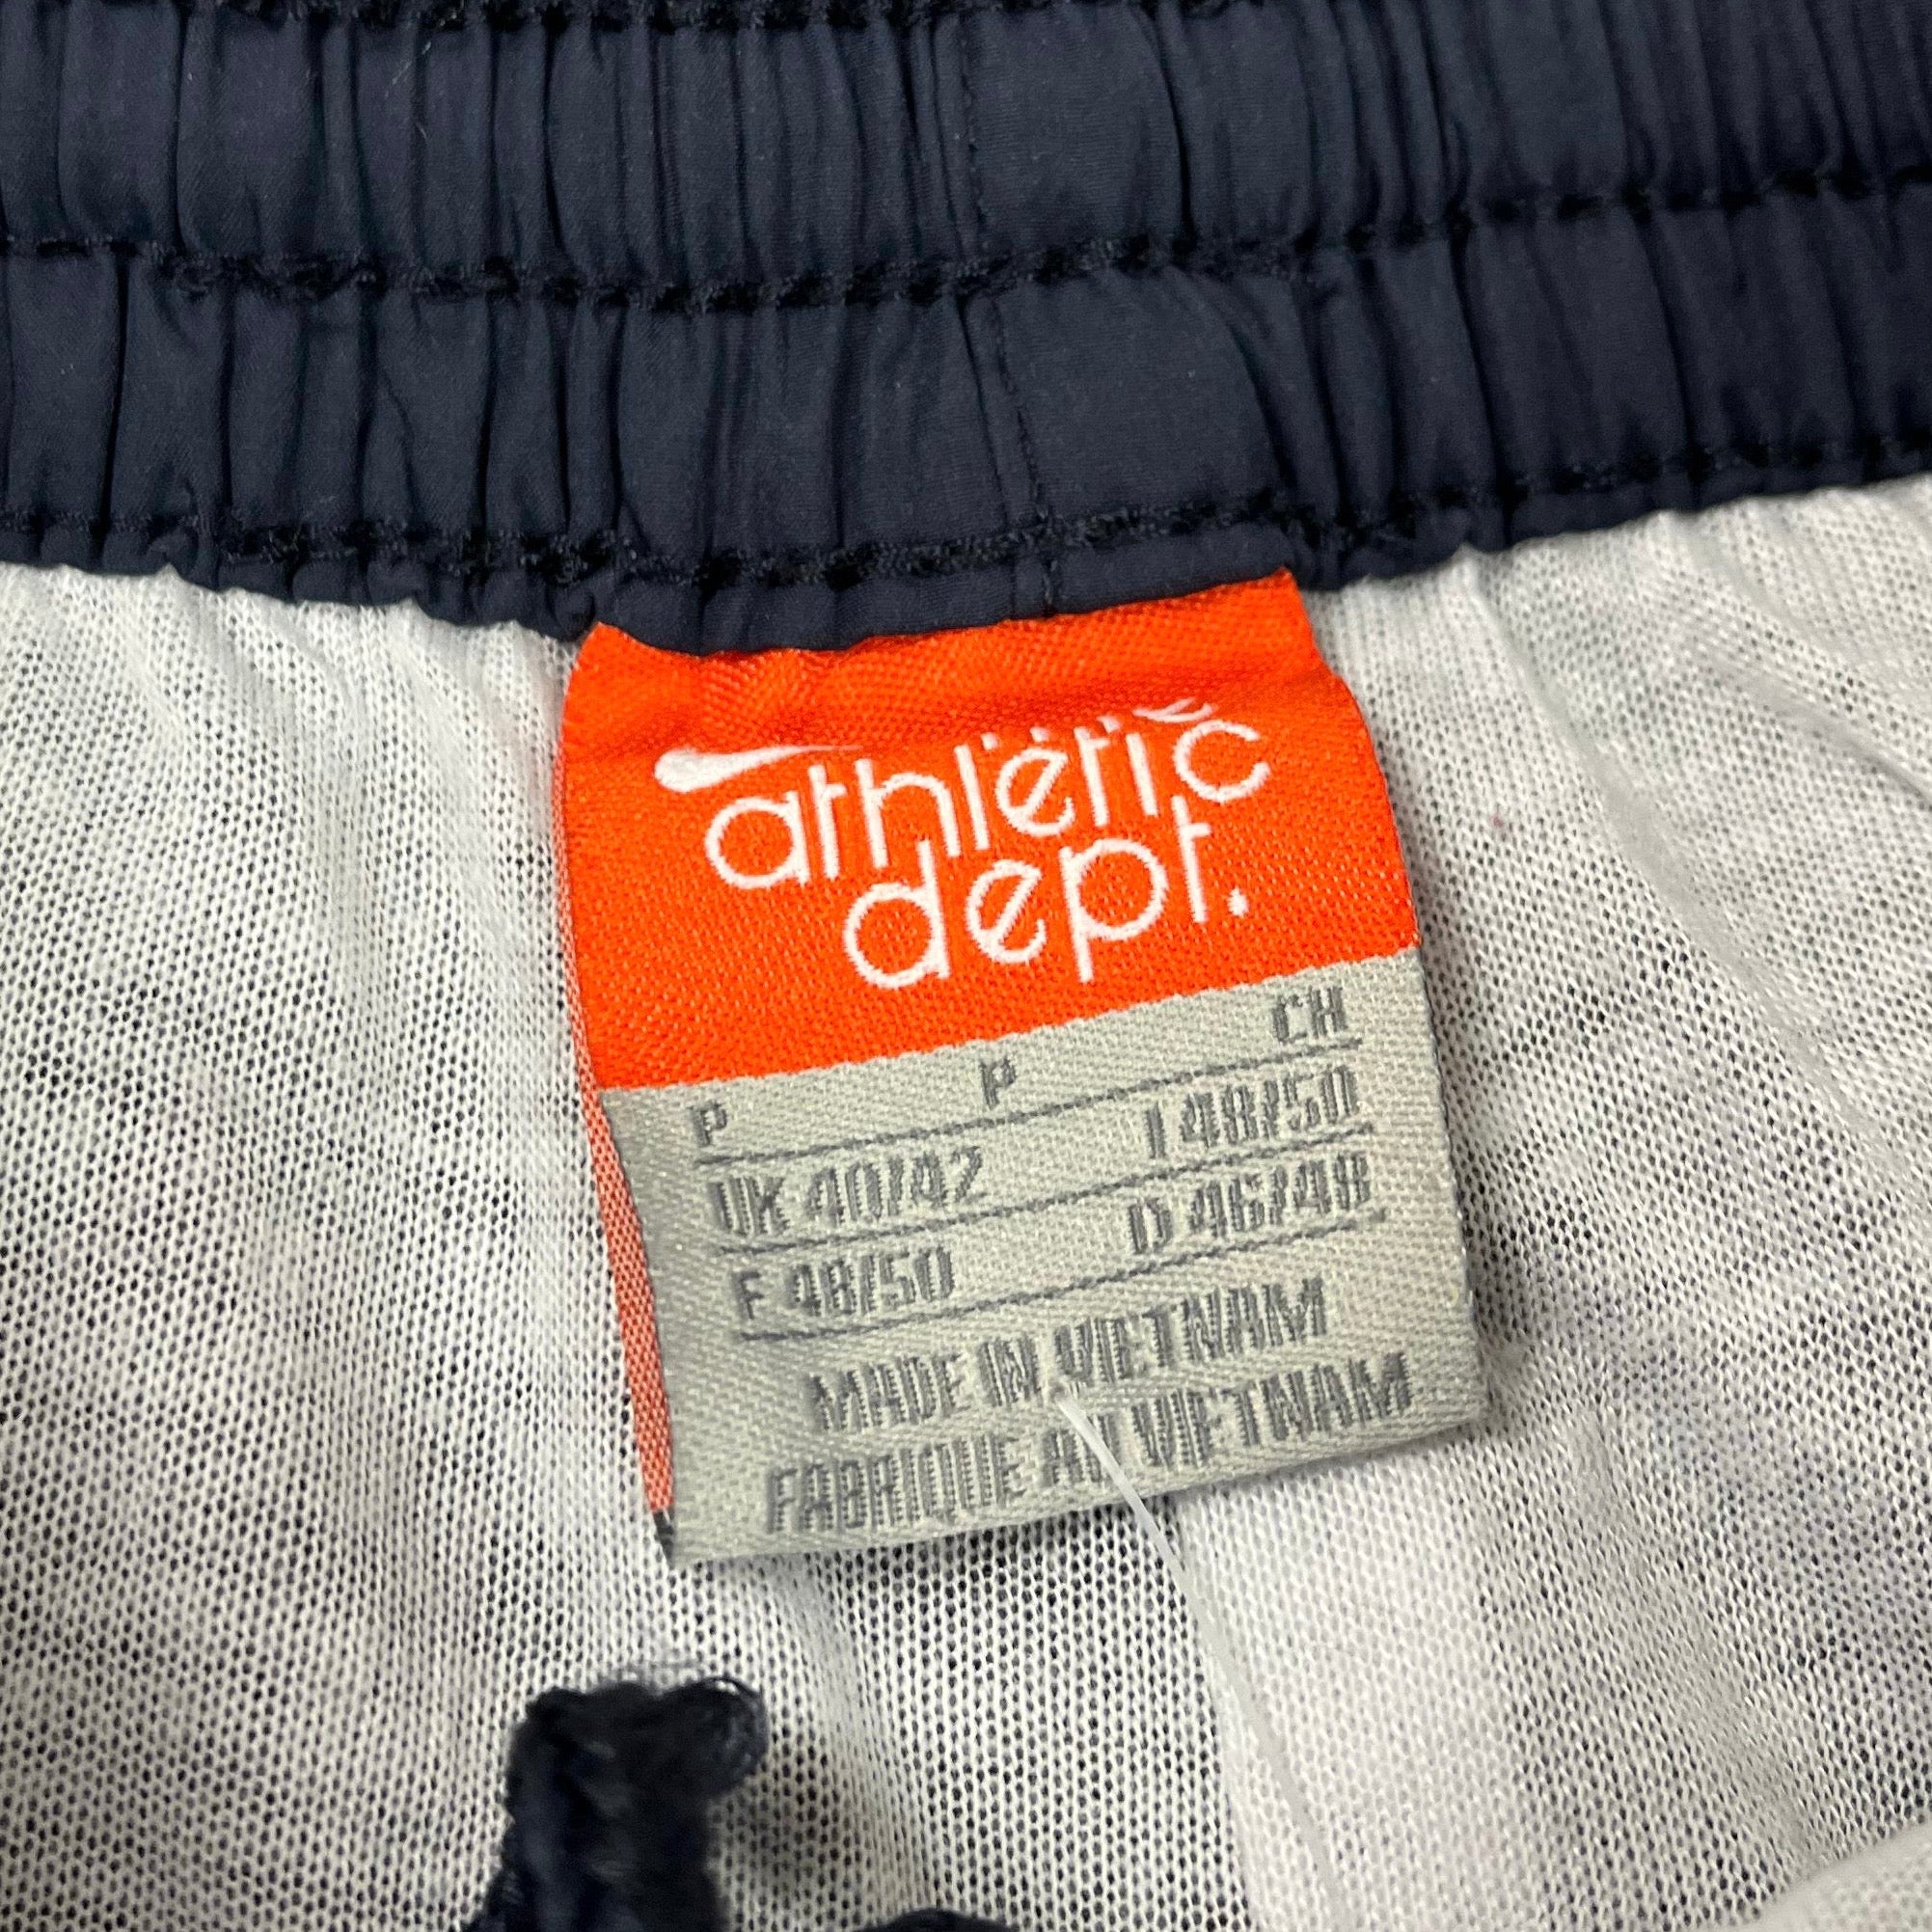 athletic
dept.
P P CH
UK 40/42 I 48/50
F 48/50 D 46/48
MADE IN VIETNAM
FABRIQUE AU VIETNAM